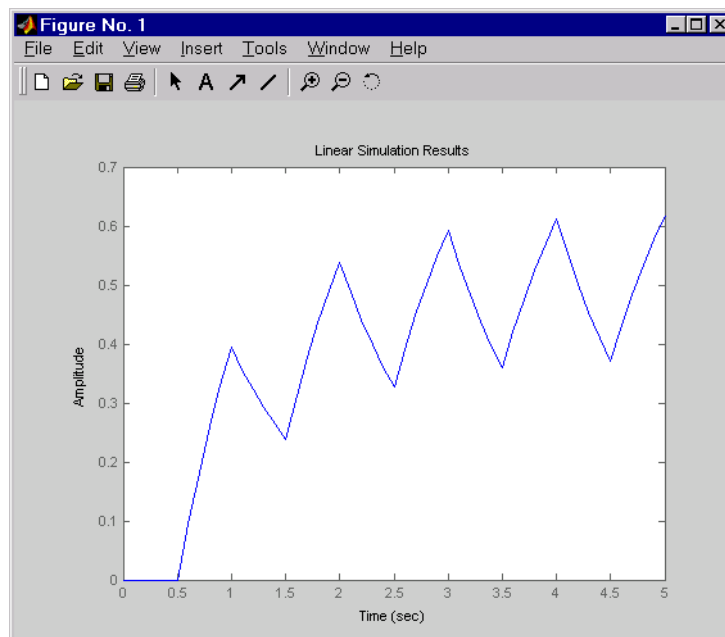 Figure No. 1
File Edit View Insert Tools Window Help
A
Linear Simulation Results
0.7
0.6
0.5
0.4
0.3
0.2
0.1
0
Amplitude
0 0.5 1 1.5 2 2.5 3 3.5 4 4.5 5
Time (sec)